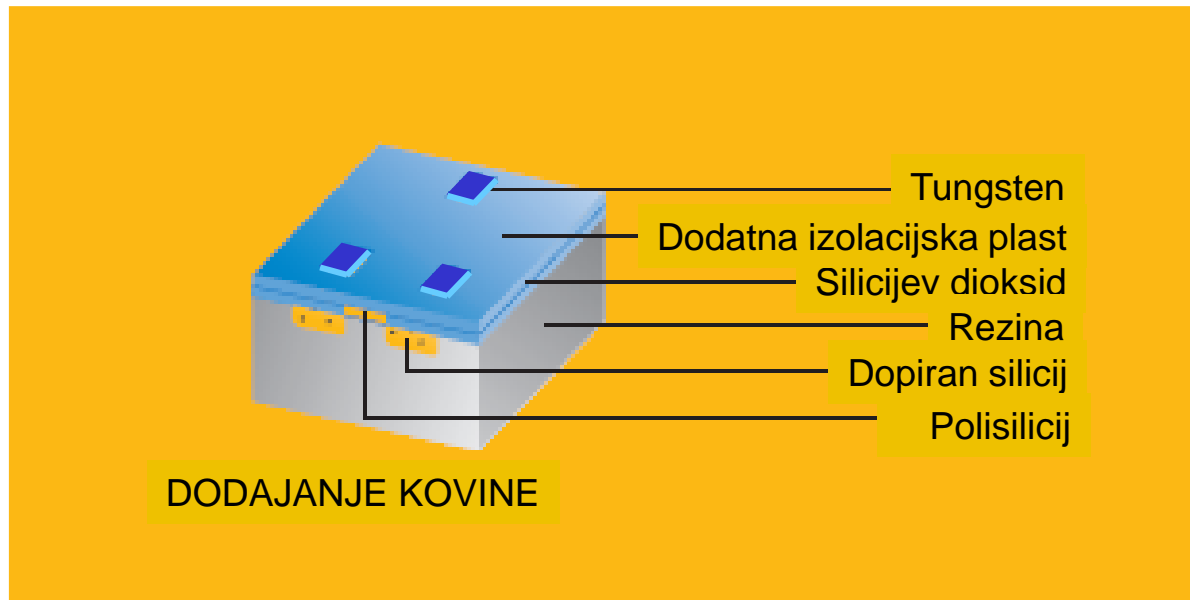 Tungsten
Dodatna izolacijska plast
Silicijev dioksid
Rezina
Dopiran silicij
Polisilicij
DODAJANJE KOVINE